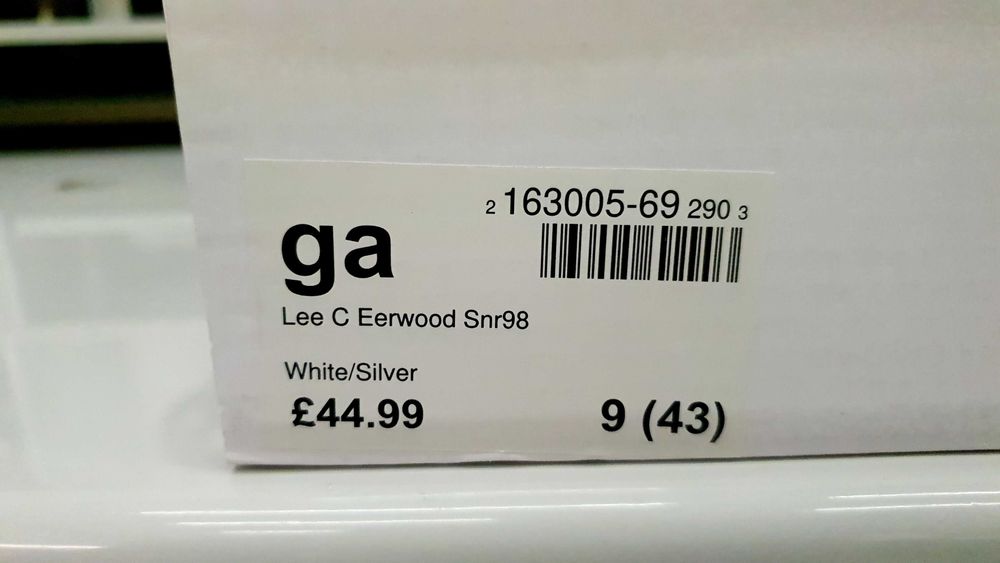 2 163005-69 290 3
ga
Lee C Eerwood Snr98
White/Silver
£44.99 9 (43)